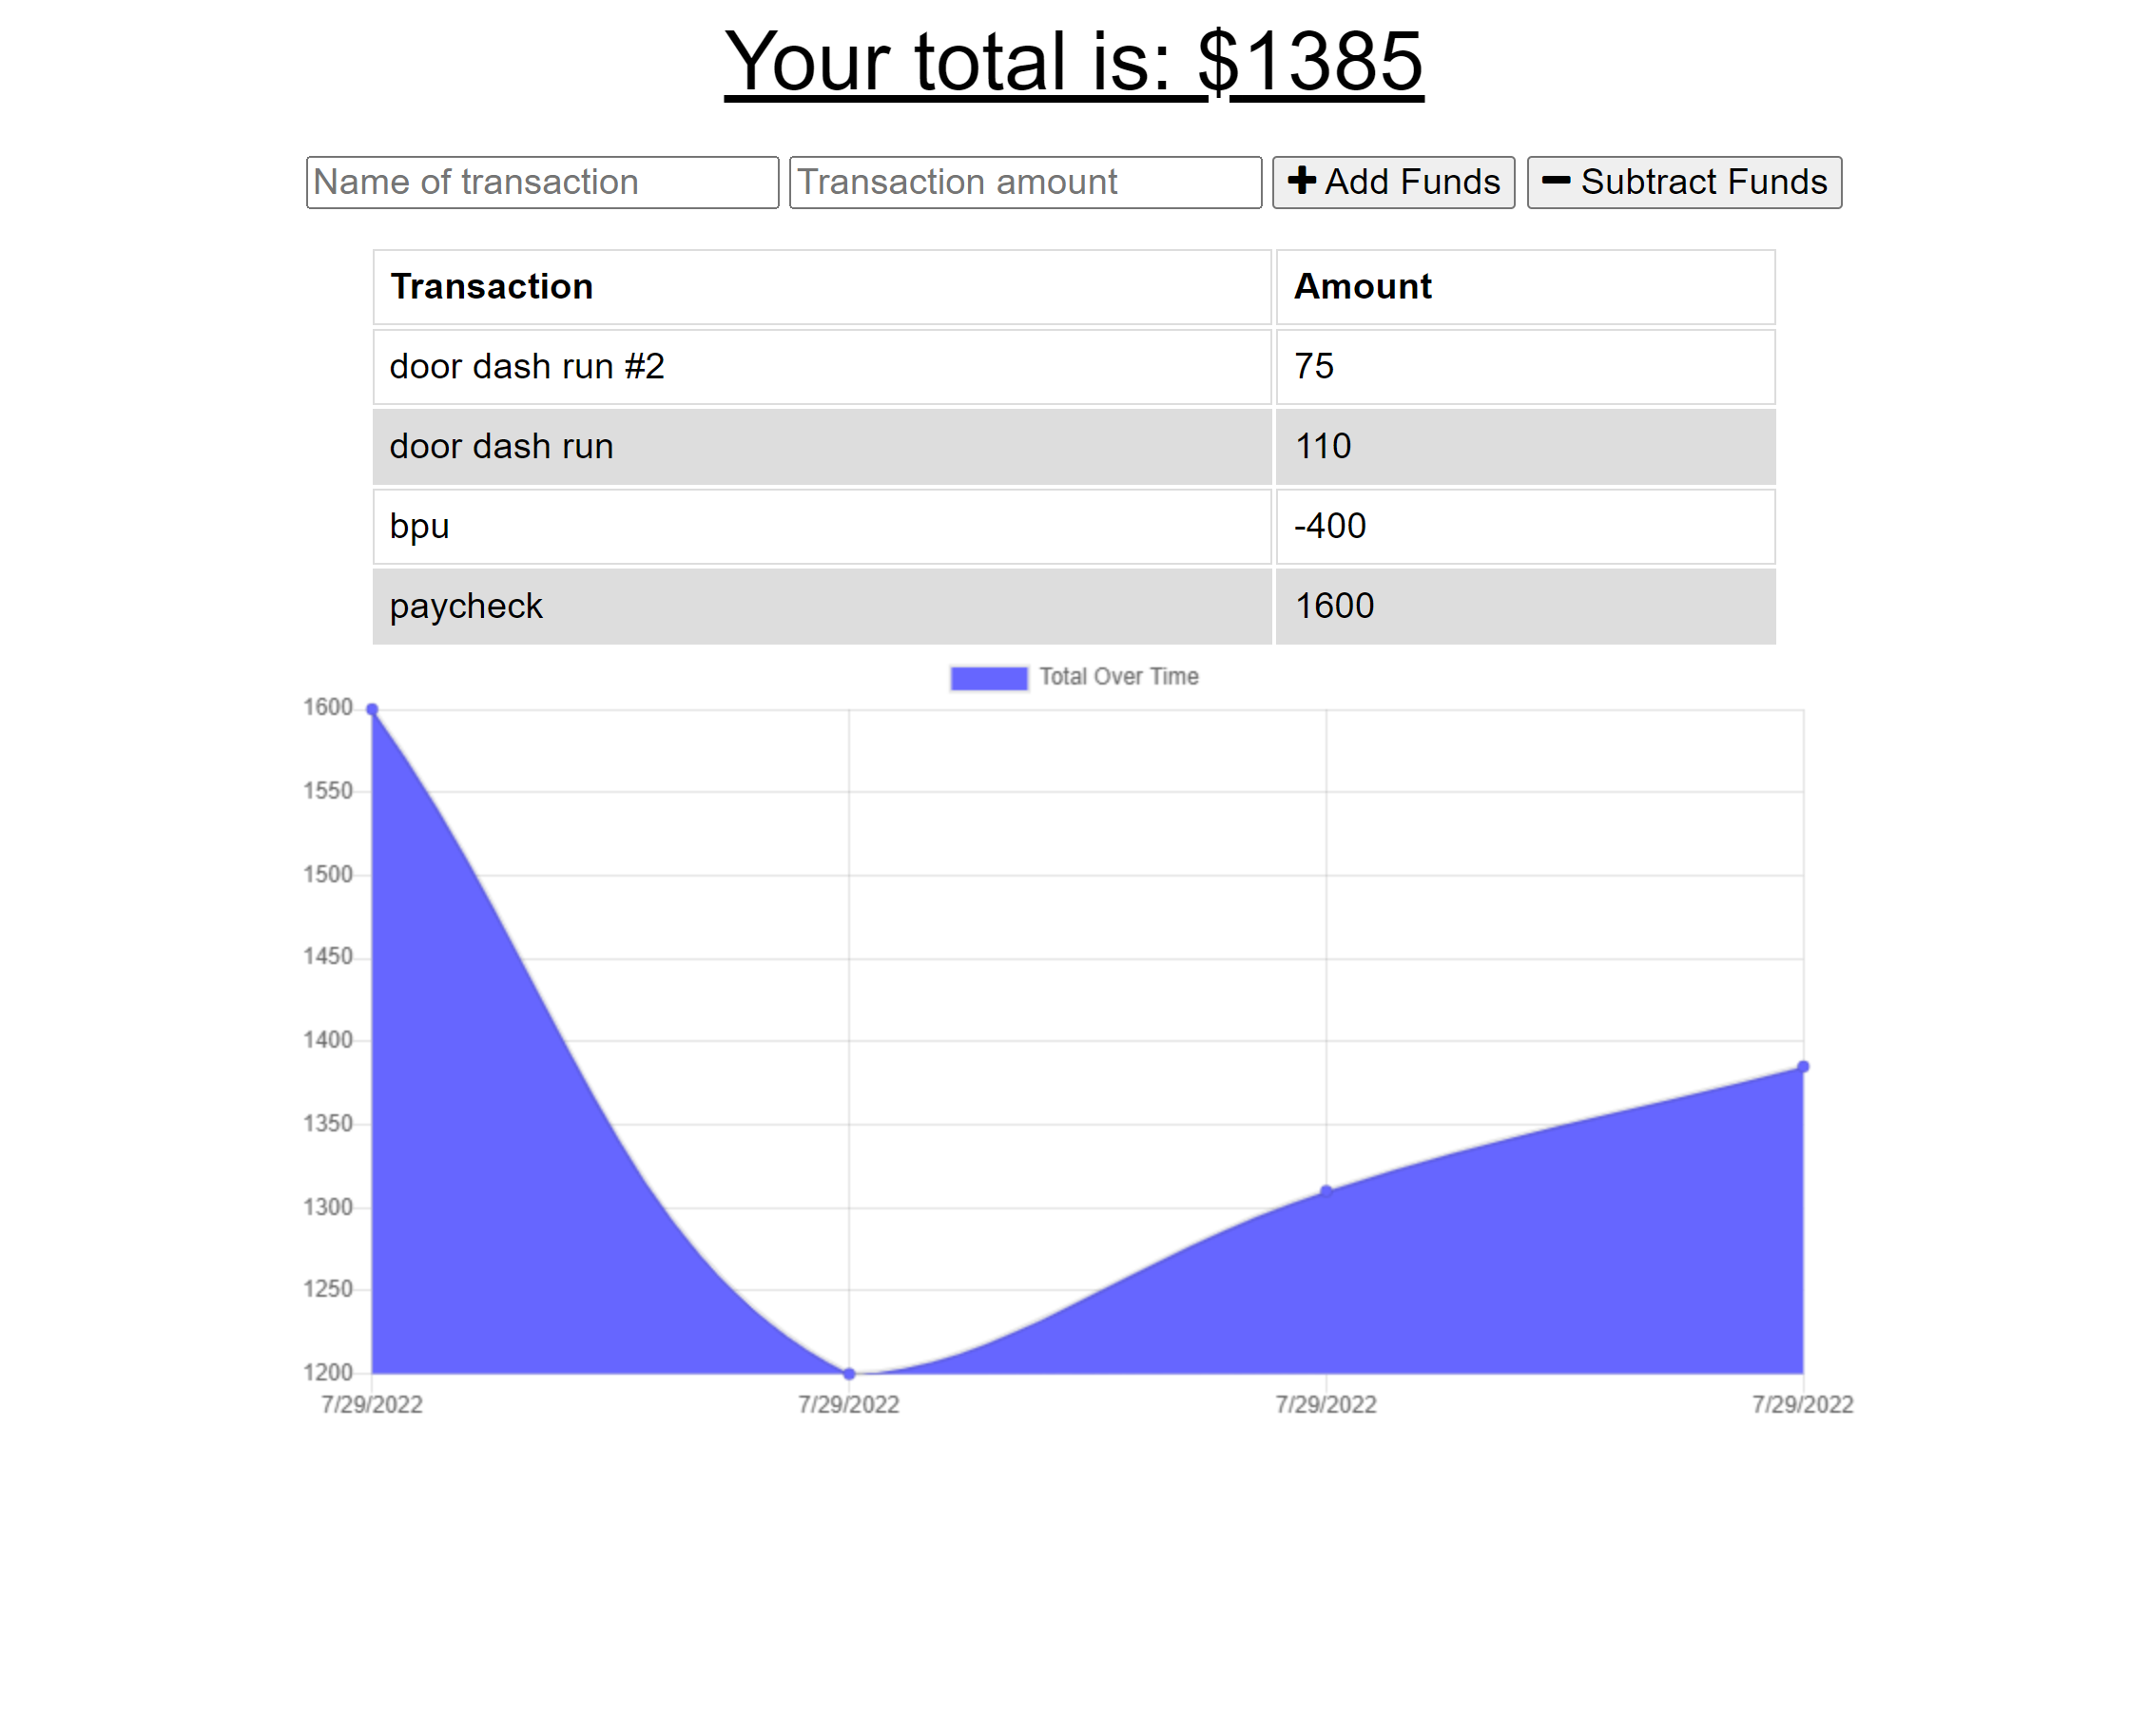 Your total is: $1385
Name of transaction Transaction amount Add Funds Subtract Funds
Transaction Amount
door dash run #2 75
door dash run 110
bpu -400
paycheck 1600
Total Over Time
1600
1550
1500
1450
1400
1350
1300
1250
1200
7/29/2022 7/29/2022 7/29/2022 7/29/2022